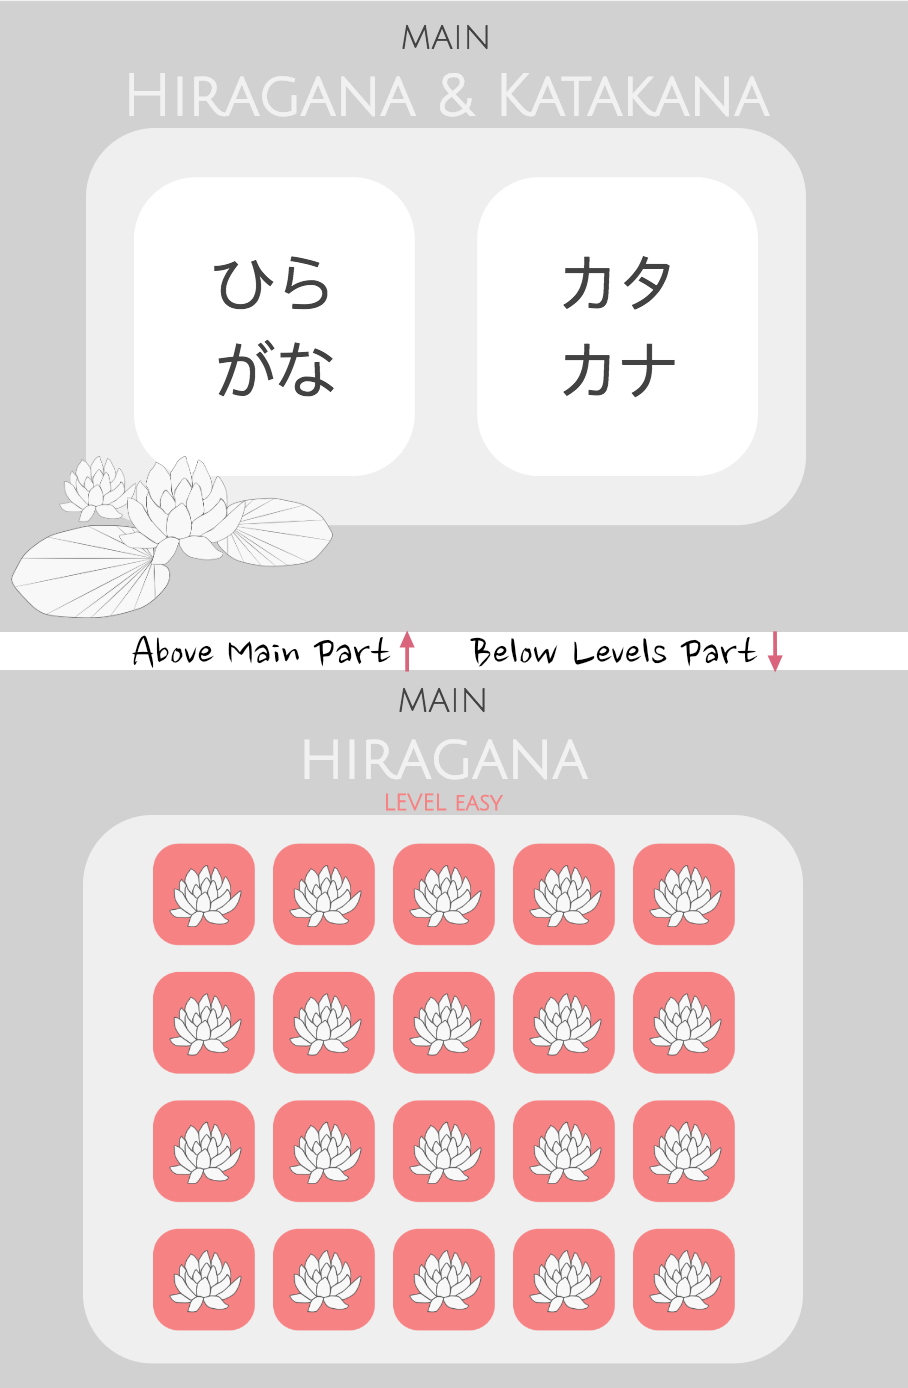 MAIN
HIRAGANA & KATAKANA
ひら
がな
カタ
カナ
Above Main Part
Below Levels Part
MAIN
HIRAGANA
LEVEL EASY